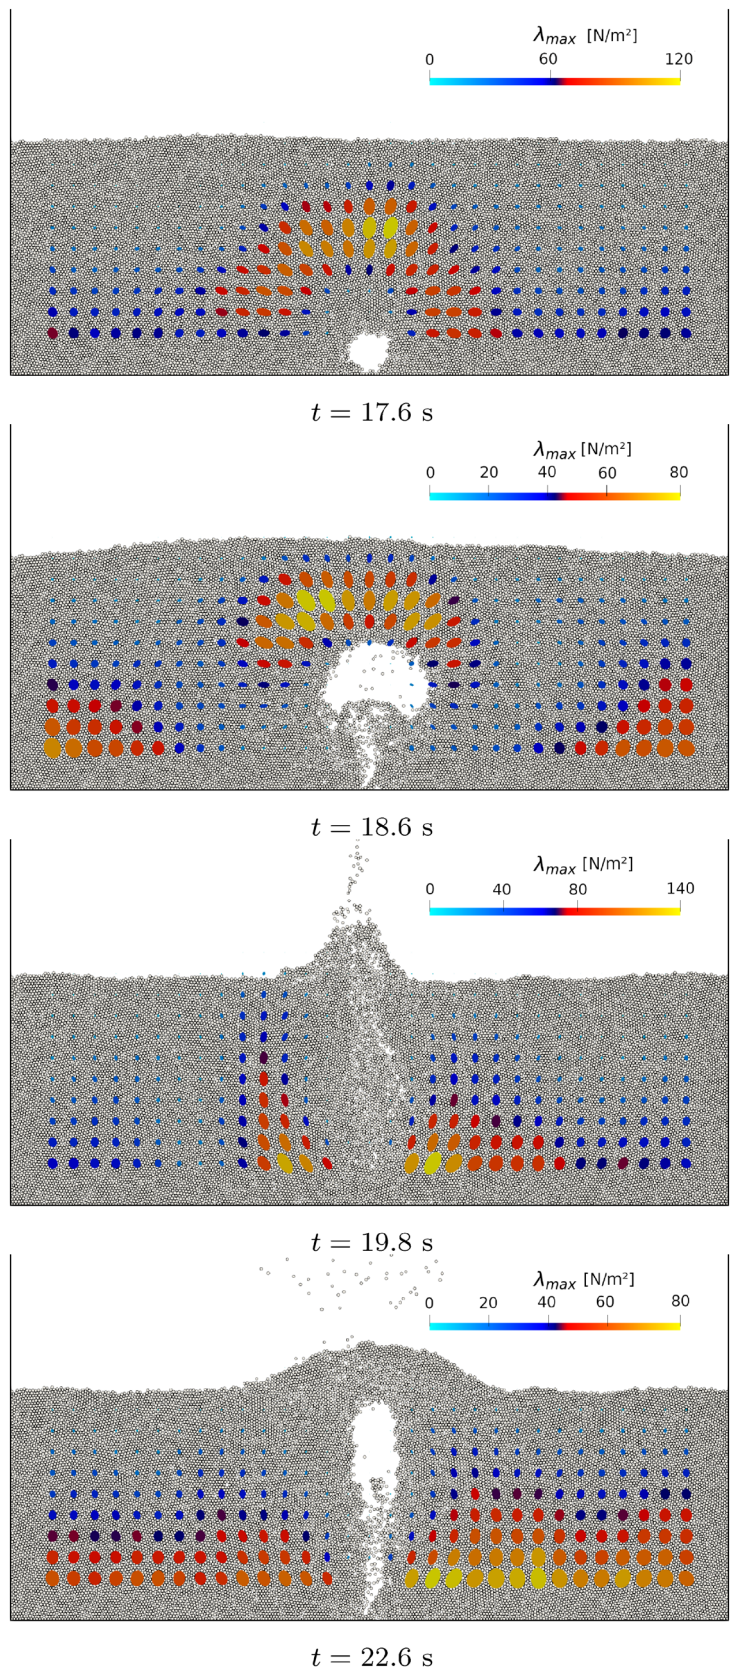 λmax [N/m²]
0 60 120
t = 17.6 s
λmax [N/m²]
0 20 40 60 80
t = 18.6 s
λmax [N/m²]
0 40 80 140
t = 19.8 s
λmax [N/m²]
0 20 40 60 80
t = 22.6 s